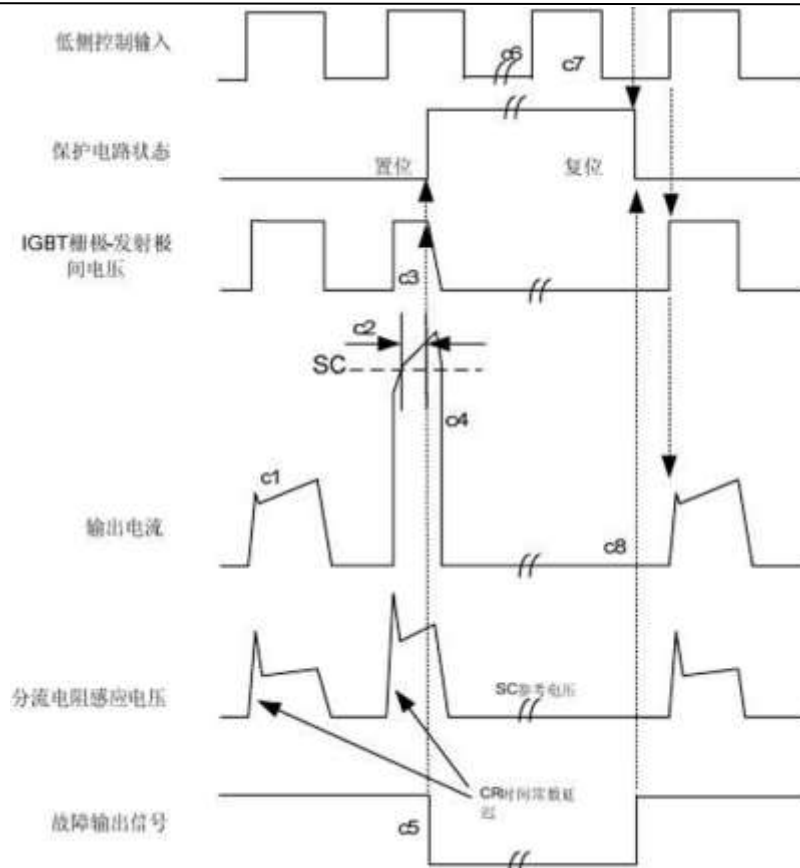 低侧控制输入
c6
c7
保护电路状态
置位
复位
IGBT栅极-发射极
间电压
c3
c2
SC
c4
c1
输出电流
c8
分流电阻感应电压
SC参考电压
CR时间常数延
迟
故障输出信号
c5